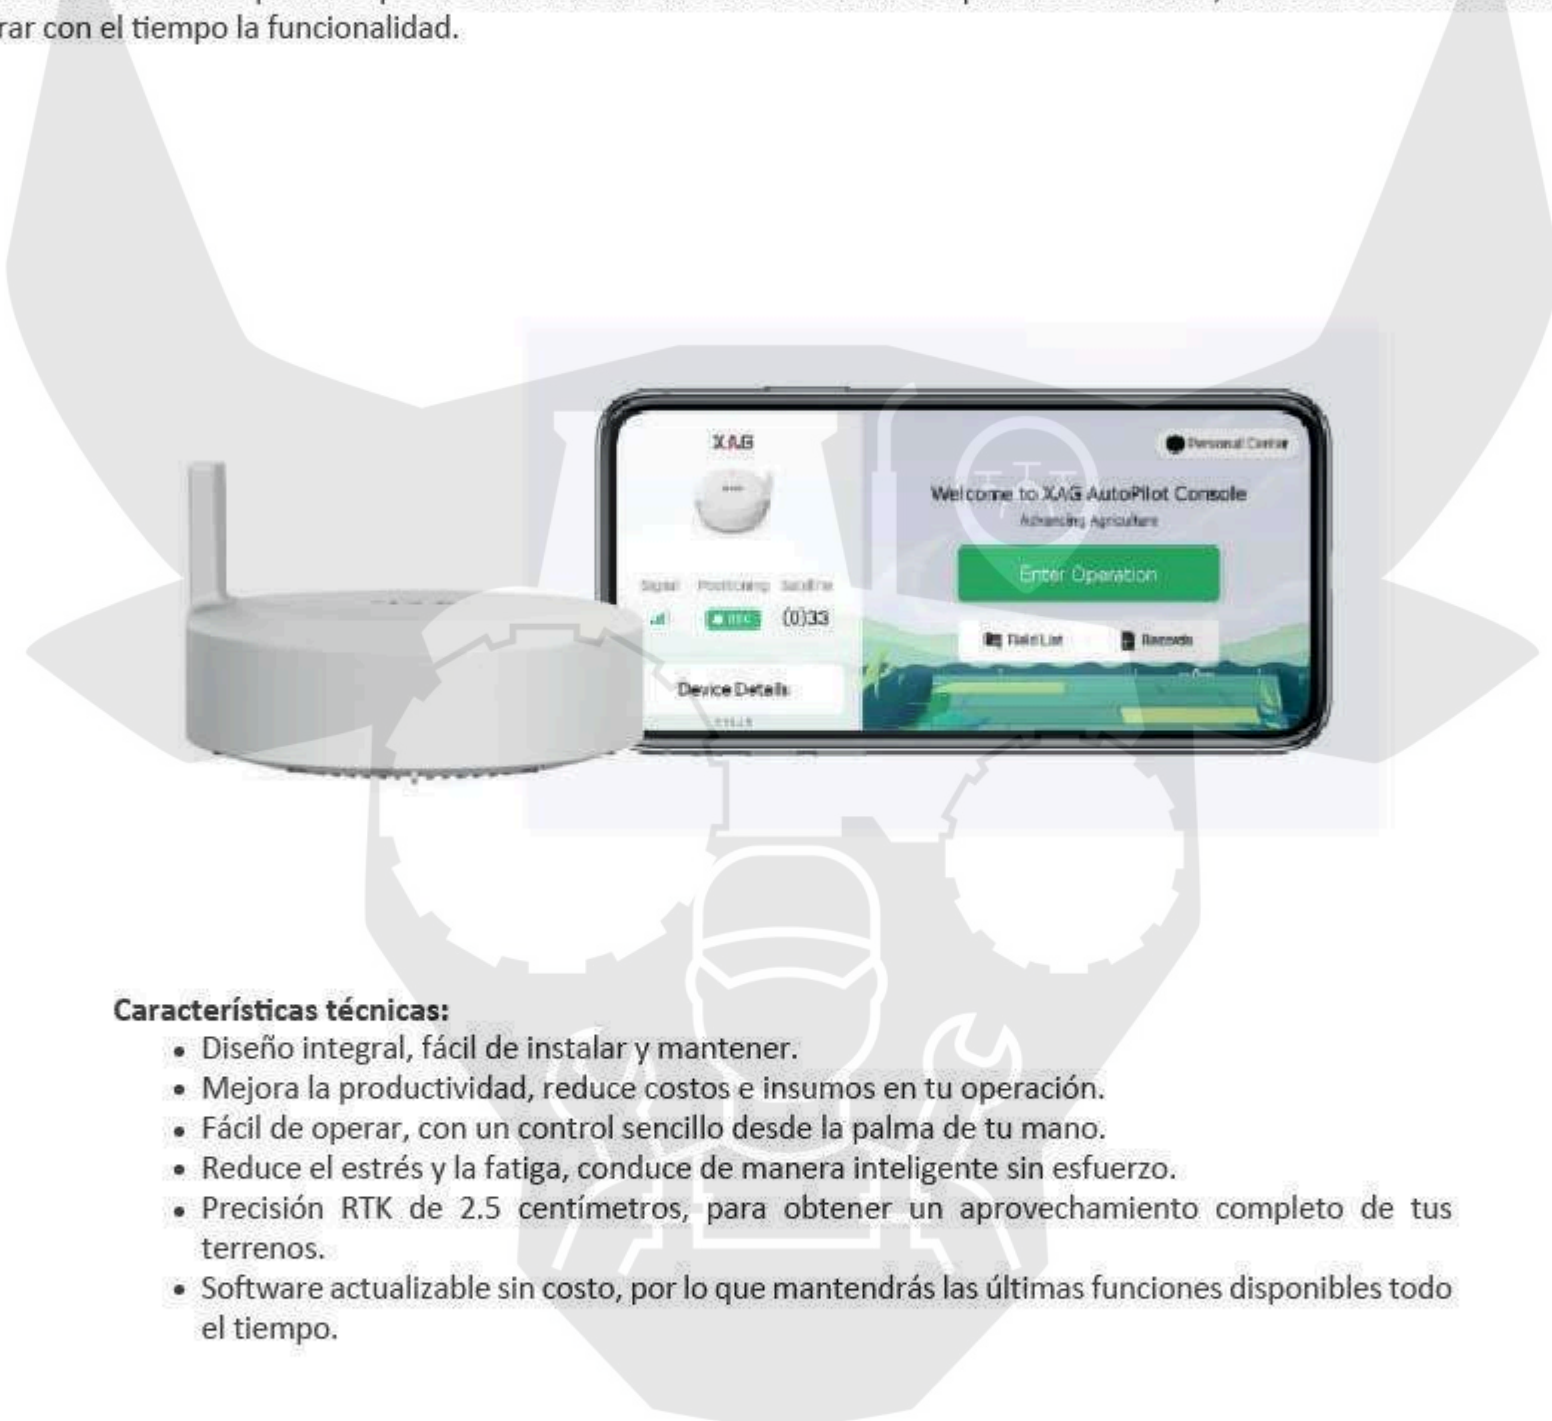 rar con el tiempo la funcionalidad.
XAG
Personal Center
Welcome to XAG AutoPilot Console
Advancing Agriculture
Enter Operation
Signal Positioning Satellite
(0)33
Field List Records
Device Details
Características técnicas:
• Diseño integral, fácil de instalar y mantener.
• Mejora la productividad, reduce costos e insumos en tu operación.
• Fácil de operar, con un control sencillo desde la palma de tu mano.
• Reduce el estrés y la fatiga, conduce de manera inteligente sin esfuerzo.
• Precisión RTK de 2.5 centímetros, para obtener un aprovechamiento completo de tus
terrenos.
• Software actualizable sin costo, por lo que mantendrás las últimas funciones disponibles todo
el tiempo.